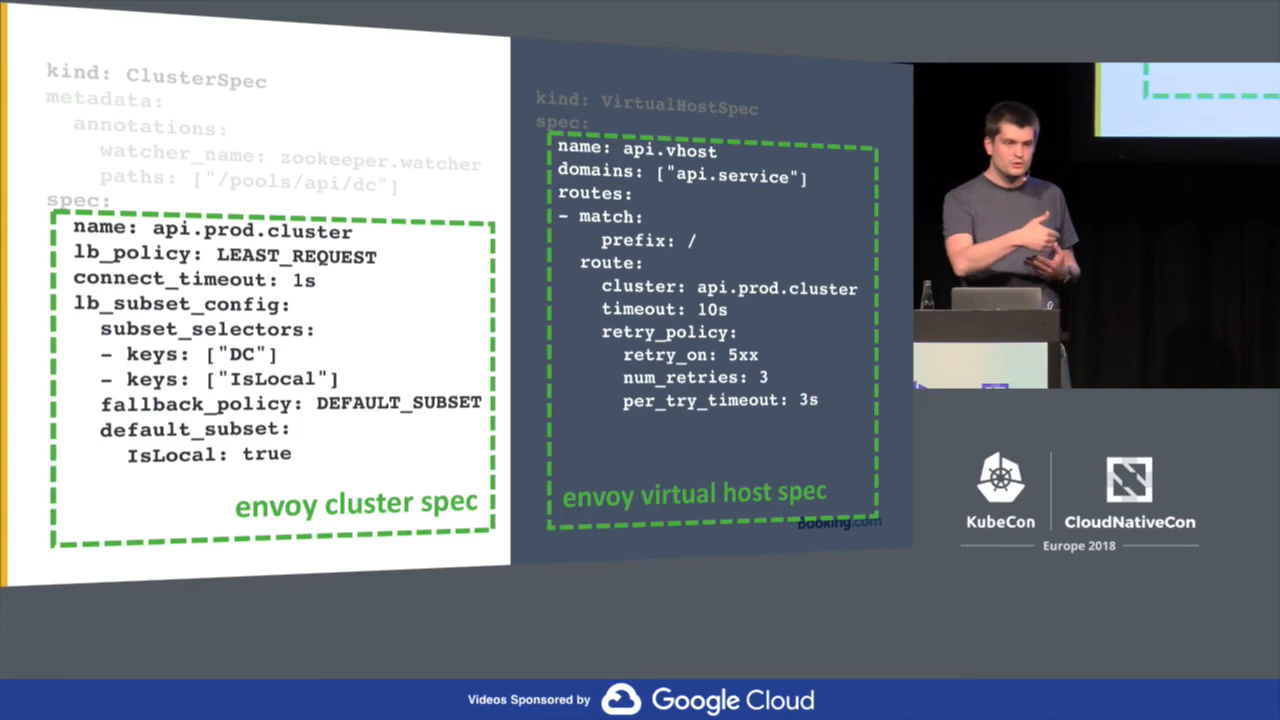 kind: ClusterSpec
metadata:
annotations:
watcher_name: zookeeper.watcher
paths: ["/pools/api/dc"]
spec:
name: api.prod.cluster
lb_policy: LEAST_REQUEST
connect_timeout: 1s
lb_subset_config:
subset_selectors:
- keys: ["DC"]
- keys: ["IsLocal"]
fallback_policy: DEFAULT_SUBSET
default_subset:
IsLocal: true
envoy cluster spec
kind: VirtualHostSpec
spec:
name: api.vhost
domains: ["api.service"]
routes:
- match:
prefix: /
route:
cluster: api.prod.cluster
timeout: 10s
retry_policy:
retry_on: 5xx
num_retries: 3
per_try_timeout: 3s
envoy virtual host spec
Booking.com
KubeCon
CloudNativeCon
Europe 2018
Videos Sponsored by
Google Cloud